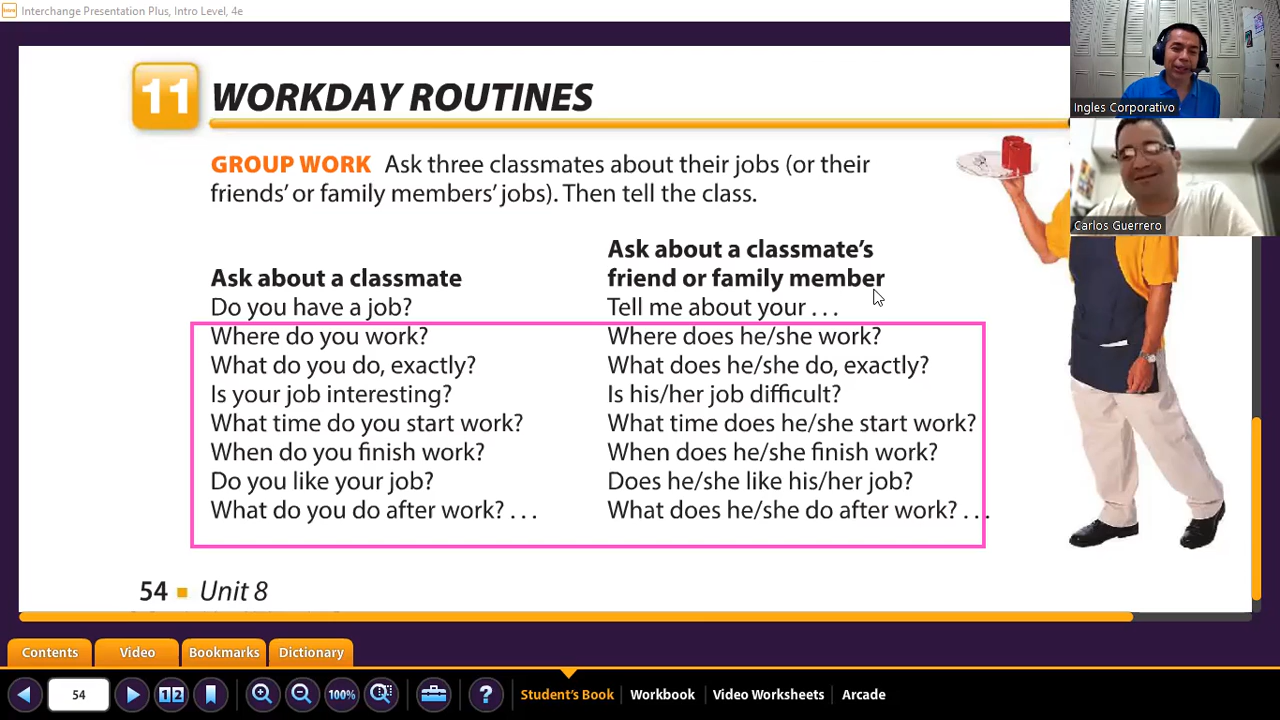 Interchange Presentation Plus, Intro Level, 4e
Ingles Corporativo
Carlos Guerrero
11 WORKDAY ROUTINES
GROUP WORK Ask three classmates about their jobs (or their
friends’ or family members’ jobs). Then tell the class.
Ask about a classmate
Do you have a job?
Where do you work?
What do you do, exactly?
Is your job interesting?
What time do you start work?
When do you finish work?
Do you like your job?
What do you do after work? . . .
Ask about a classmate’s
friend or family member
Tell me about your . . .
Where does he/she work?
What does he/she do, exactly?
Is his/her job difficult?
What time does he/she start work?
When does he/she finish work?
Does he/she like his/her job?
What does he/she do after work? . . .
54 ■ Unit 8
Contents Video Bookmarks Dictionary
54 1 2 100% ? Student’s Book Workbook Video Worksheets Arcade